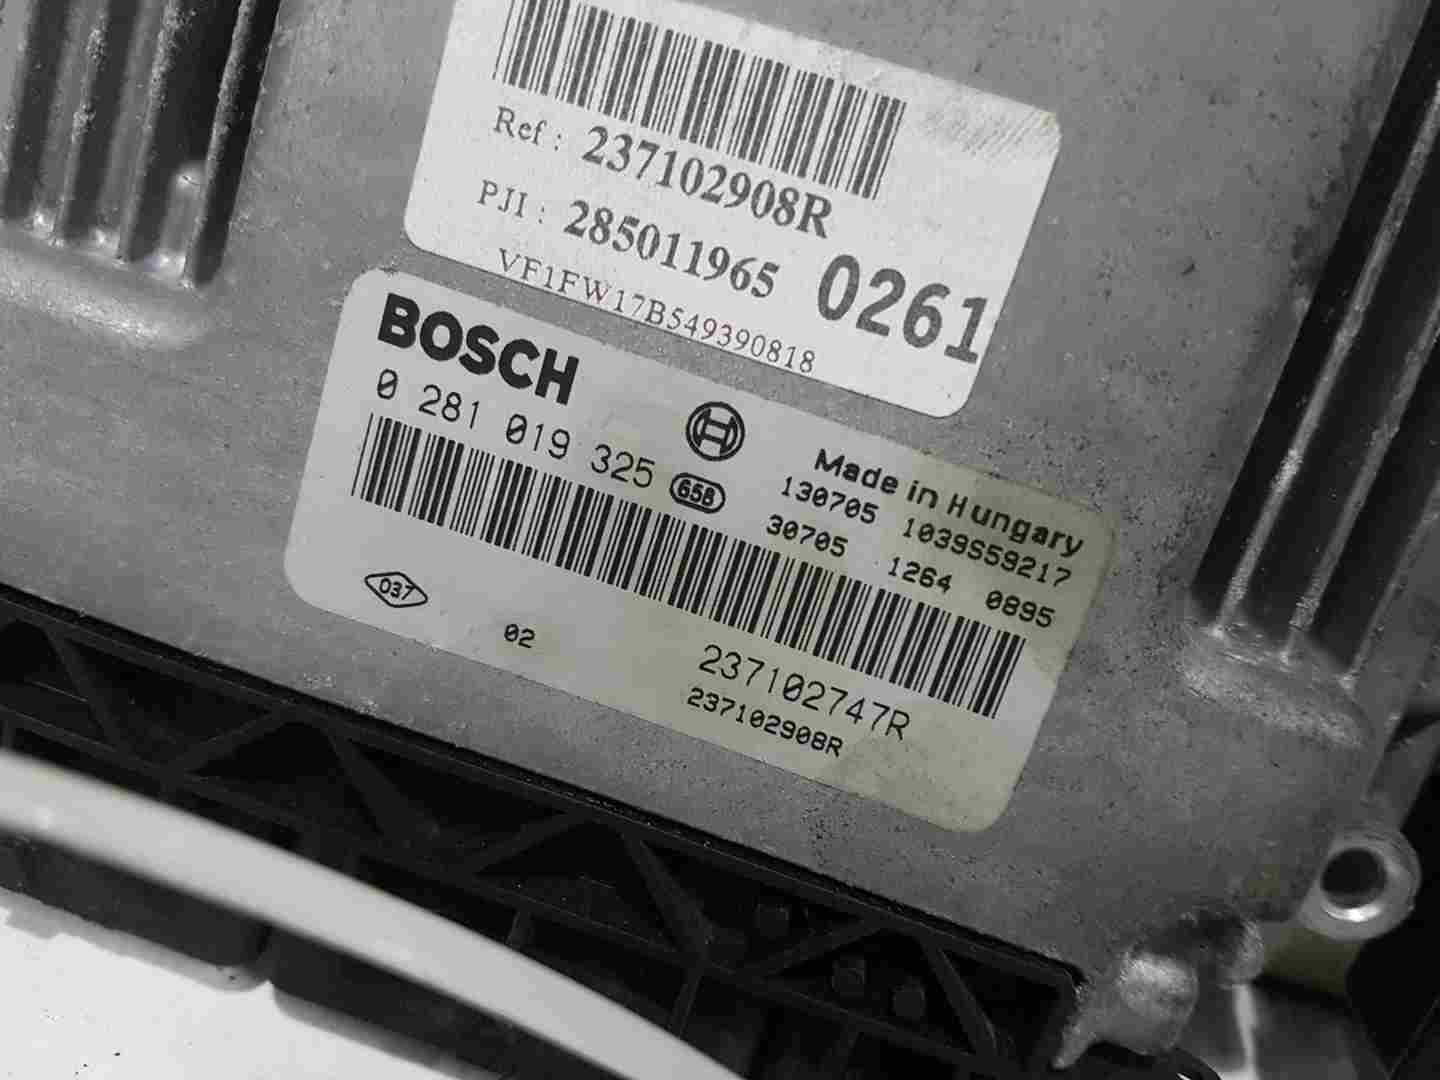 Ref : 237102908R
PJI : 285011965 0261
VF1FW17B549390818
BOSCH
0 281 019 325 658
Made in Hungary
130705 1039S59217
30705 1264 0895
037
02
237102747R
237102908R